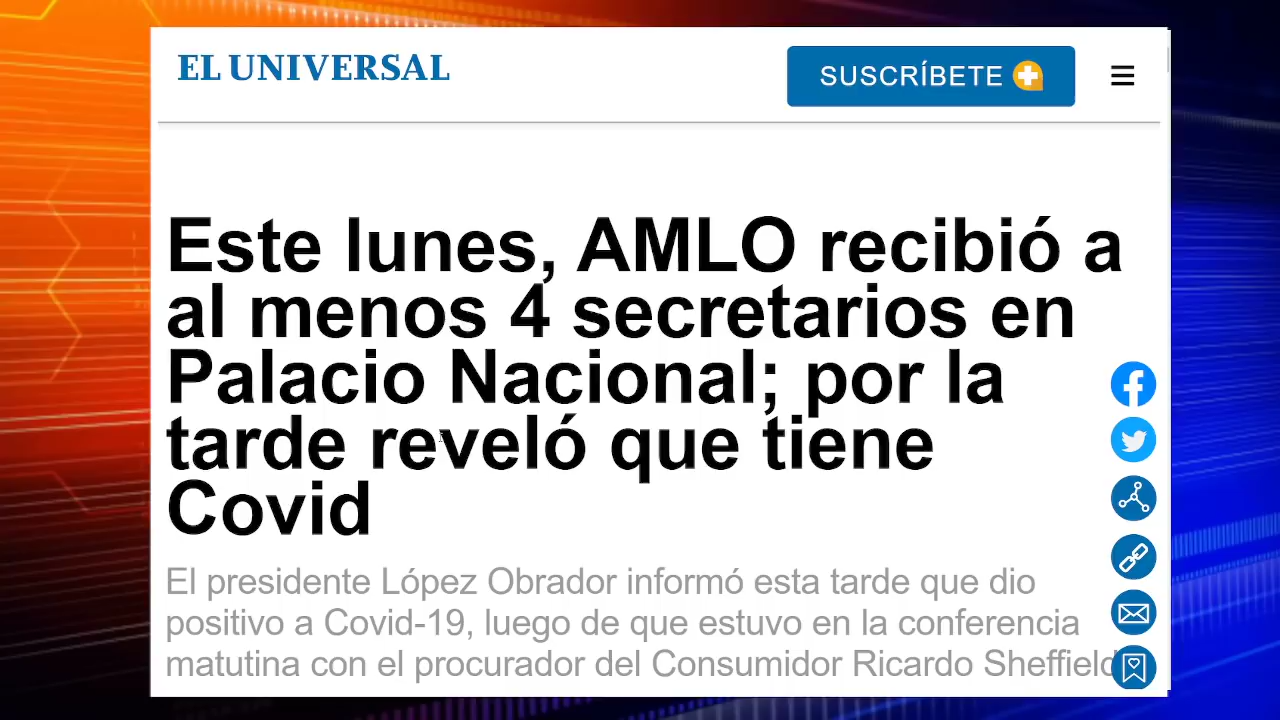 EL UNIVERSAL
SUSCRÍBETE
Este lunes, AMLO recibió a
al menos 4 secretarios en
Palacio Nacional; por la
tarde reveló que tiene
Covid
El presidente López Obrador informó esta tarde que dio
positivo a Covid-19, luego de que estuvo en la conferencia
matutina con el procurador del Consumidor Ricardo Sheffield